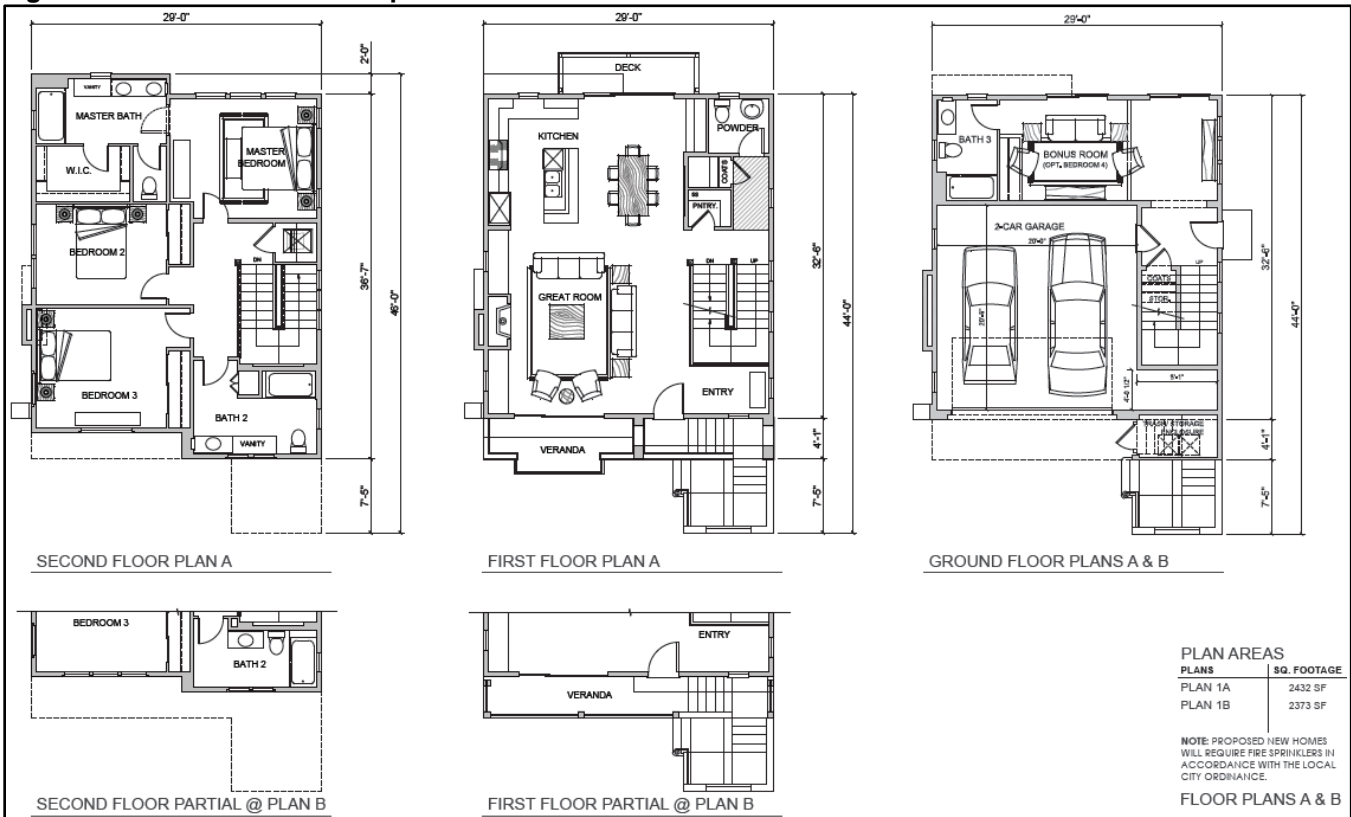 29'-0"
2'-0"
VANITY
MASTER BATH
MASTER
BEDROOM
W.I.C.
BEDROOM 2
DN
36'-7"
46'-0"
BEDROOM 3
BATH 2
VANITY
7'-5"
SECOND FLOOR PLAN A
29'-0"
DECK
KITCHEN
POWDER
COATS
PNTRY.
DN
UP
GREAT ROOM
32'-6"
44'-0"
ENTRY
VERANDA
4'-1"
7'-5"
FIRST FLOOR PLAN A
29'-0"
BATH 3
BONUS ROOM
(OPT. BEDROOM 4)
2-CAR GARAGE
20'-0"
UP
COATS
STOR.
32'-6"
44'-0"
5'-1"
TRASH/ STORAGE
ENCLOSURE
4'-1"
7'-5"
GROUND FLOOR PLANS A & B
BEDROOM 3
BATH 2
SECOND FLOOR PARTIAL @ PLAN B
ENTRY
VERANDA
FIRST FLOOR PARTIAL @ PLAN B
PLAN AREAS
PLANS SQ. FOOTAGE
PLAN 1A 2432 SF
PLAN 1B 2373 SF
NOTE: PROPOSED NEW HOMES
WILL REQUIRE FIRE SPRINKLERS IN
ACCORDANCE WITH THE LOCAL
CITY ORDINANCE.
FLOOR PLANS A & B